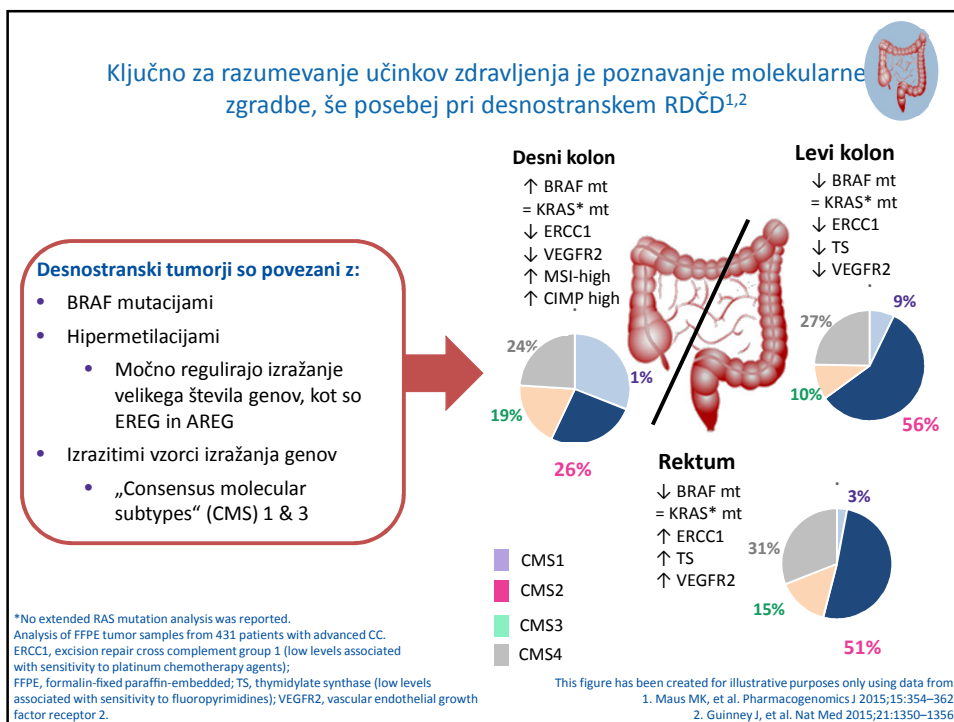 Ključno za razumevanje učinkov zdravljenja je poznavanje molekularne
zgradbe, še posebej pri desnostranskem RDČD1,2
Desnostranski tumorji so povezani z:
• BRAF mutacijami
• Hipermetilacijami
• Močno regulirajo izražanje
velikega števila genov, kot so
EREG in AREG
• Izrazitimi vzorci izražanja genov
• „Consensus molecular
subtypes“ (CMS) 1 & 3
Desni kolon
↑ BRAF mt
= KRAS* mt
↓ ERCC1
↓ VEGFR2
↑ MSI-high
↑ CIMP high
24%
1%
19%
26%
Levi kolon
↓ BRAF mt
= KRAS* mt
↓ ERCC1
↓ TS
↓ VEGFR2
9%
27%
10%
56%
Rektum
↓ BRAF mt
= KRAS* mt
↑ ERCC1
↑ TS
↑ VEGFR2
3%
31%
15%
51%
CMS1
CMS2
CMS3
CMS4
*No extended RAS mutation analysis was reported.
Analysis of FFPE tumor samples from 431 patients with advanced CC.
ERCC1, excision repair cross complement group 1 (low levels associated
with sensitivity to platinum chemotherapy agents);
FFPE, formalin-fixed paraffin-embedded; TS, thymidylate synthase (low levels
associated with sensitivity to fluoropyrimidines); VEGFR2, vascular endothelial growth
factor receptor 2.
This figure has been created for illustrative purposes only using data from
1. Maus MK, et al. Pharmacogenomics J 2015;15:354–362
2. Guinney J, et al. Nat Med 2015;21:1350–1356